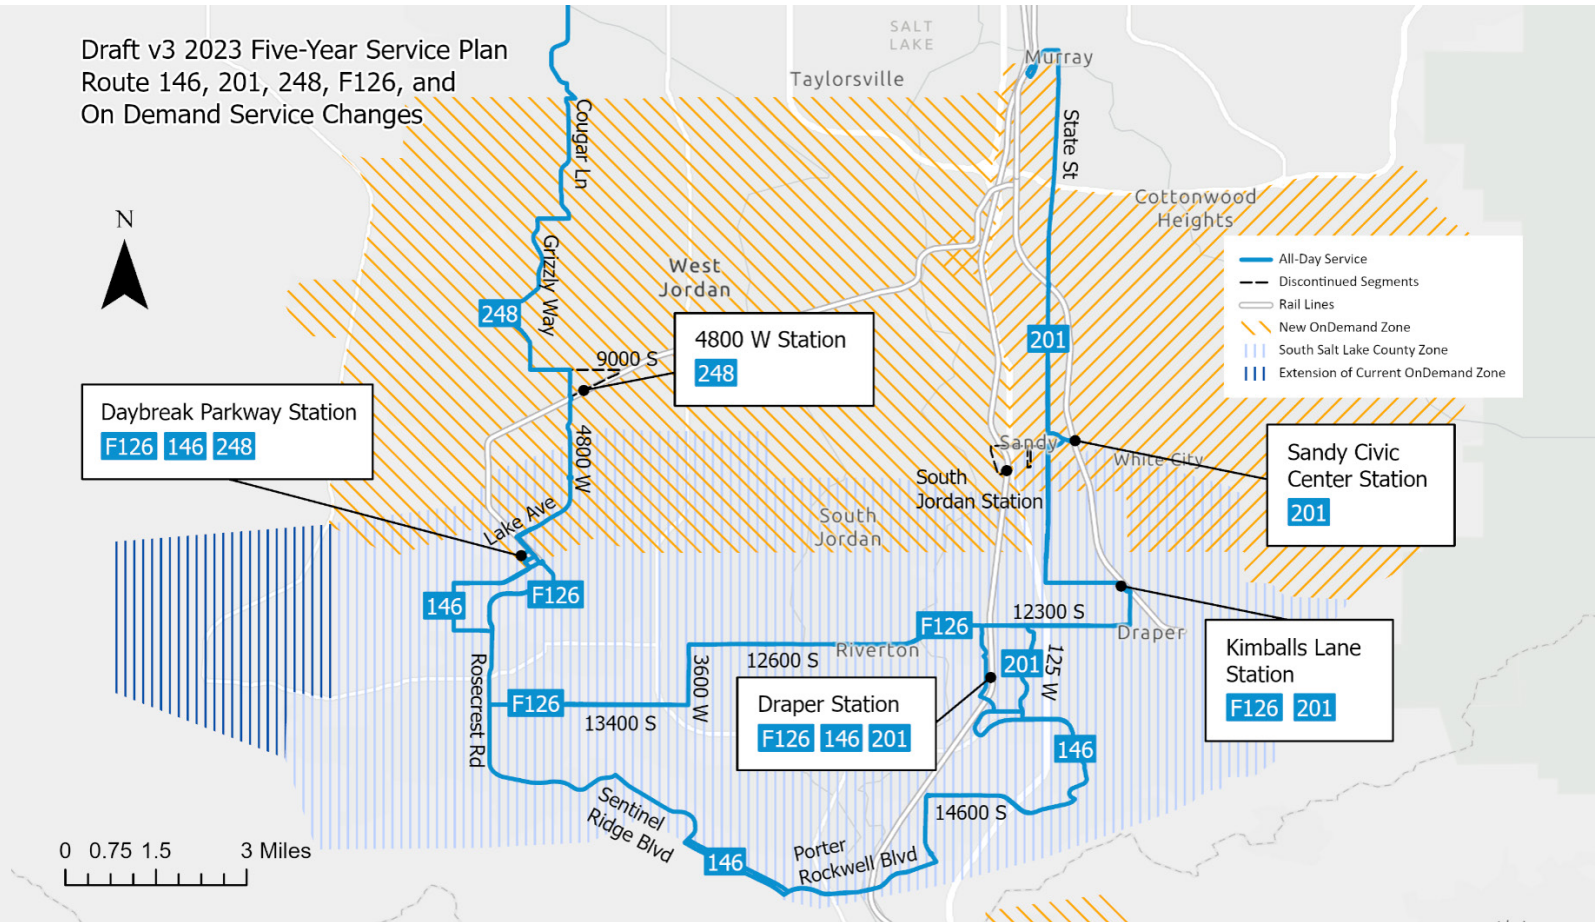 Draft v3 2023 Five-Year Service Plan
Route 146, 201, 248, F126, and
On Demand Service Changes
SALT
LAKE
Murray
Taylorsville
Cougar Ln
State St
Cottonwood
Heights
N
Grizzly Way
West
Jordan
All-Day Service
Discontinued Segments
Rail Lines
New OnDemand Zone
South Salt Lake County Zone
Extension of Current OnDemand Zone
248
201
4800 W Station
248
9000 S
Daybreak Parkway Station
F126 146 248
4800 W
Sandy
White City
Sandy Civic
Center Station
201
South
Jordan Station
Lake Ave
South
Jordan
146
F126
F126
12300 S
Draper
Kimballs Lane
Station
F126 201
Riverton
12600 S
3600 W
201
125 W
Rosecrest Rd
F126
13400 S
Draper Station
F126 146 201
146
Sentinel
Ridge Blvd
14600 S
146
Porter
Rockwell Blvd
0 0.75 1.5 3 Miles